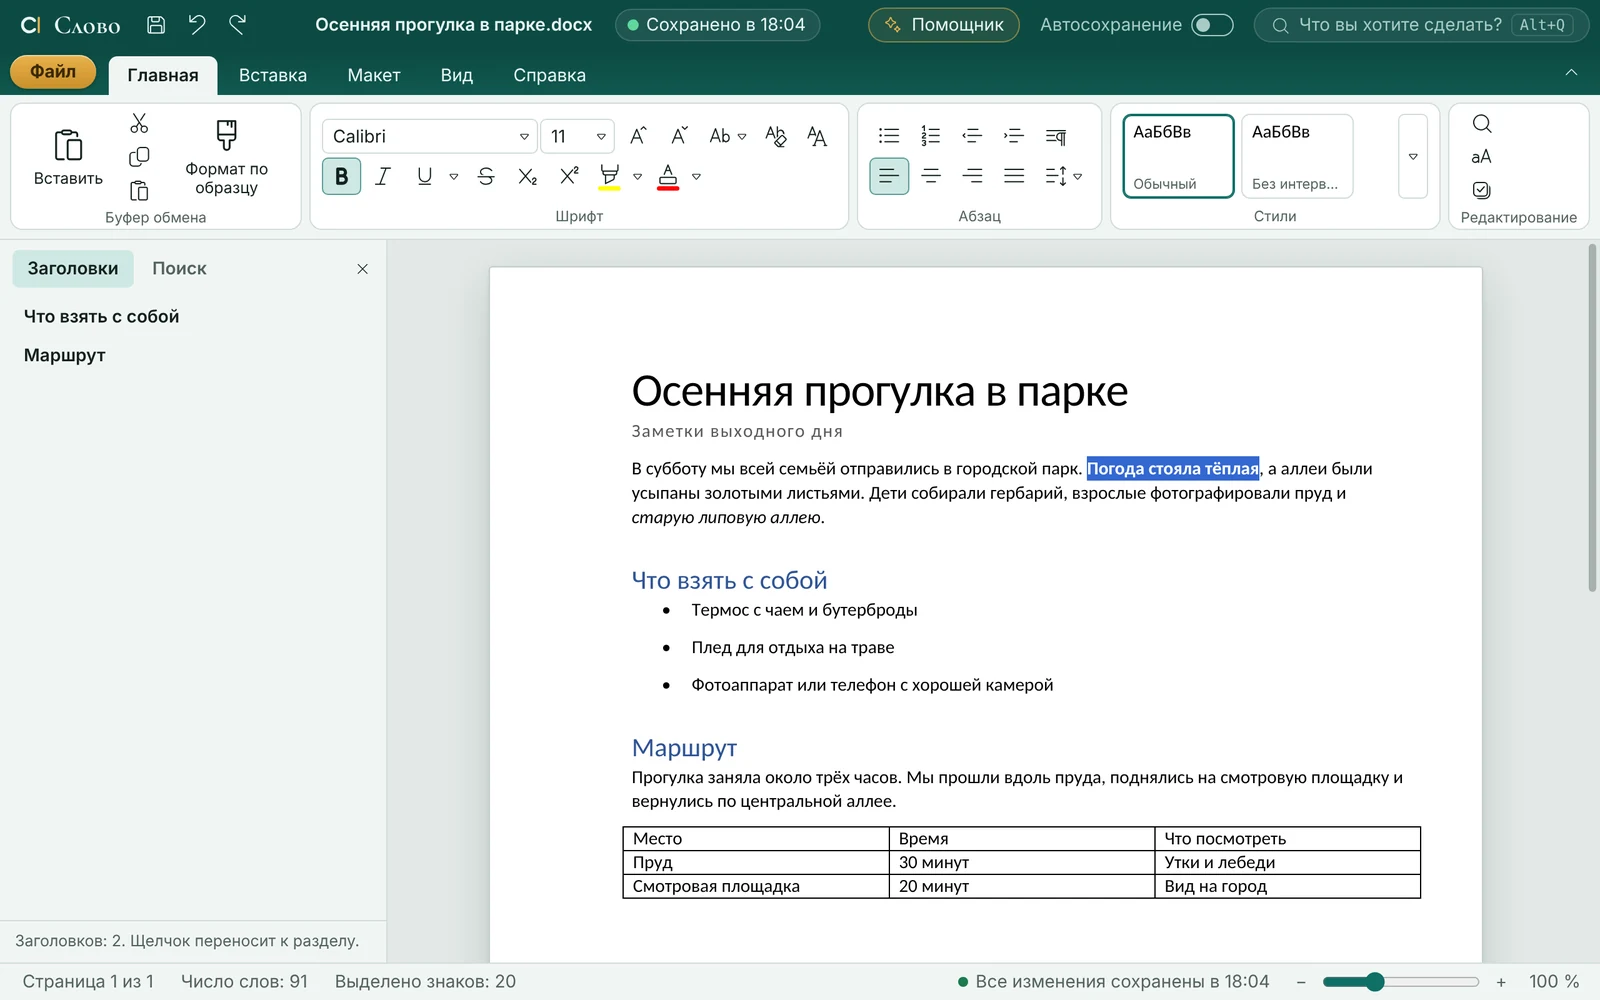 Слово
Осенняя прогулка в парке.docx
Сохранено в 18:04
Помощник
Автосохранение
Что вы хотите сделать? Alt+Q
Файл
Главная
Вставка
Макет
Вид
Справка
Вставить
Формат по
образцу
Буфер обмена
Calibri
11
Шрифт
Абзац
АаБбВв
Обычный
АаБбВв
Без интерв...
Стили
Редактирование
Заголовки
Поиск
Что взять с собой
Маршрут
Заголовков: 2. Щелчок переносит к разделу.
Осенняя прогулка в парке
Заметки выходного дня
В субботу мы всей семьёй отправились в городской парк. Погода стояла тёплая, а аллеи были
усыпаны золотыми листьями. Дети собирали гербарий, взрослые фотографировали пруд и
старую липовую аллею.
Что взять с собой
• Термос с чаем и бутерброды
• Плед для отдыха на траве
• Фотоаппарат или телефон с хорошей камерой
Маршрут
Прогулка заняла около трёх часов. Мы прошли вдоль пруда, поднялись на смотровую площадку и
вернулись по центральной аллее.
Место Время Что посмотреть
Пруд 30 минут Утки и лебеди
Смотровая площадка 20 минут Вид на город
Страница 1 из 1
Число слов: 91
Выделено знаков: 20
Все изменения сохранены в 18:04
100 %